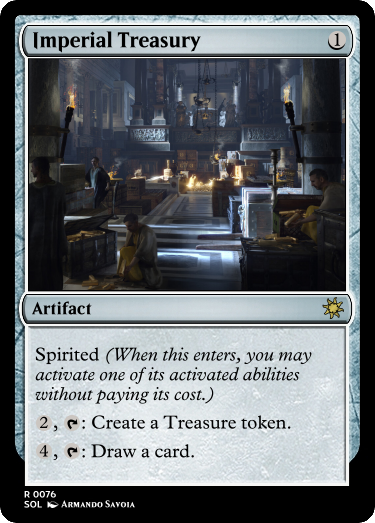 Imperial Treasury 1
Artifact
Spirited (When this enters, you may
activate one of its activated abilities
without paying its cost.)
2, : Create a Treasure token.
4, : Draw a card.
R 0076
SOL Armando Savoia